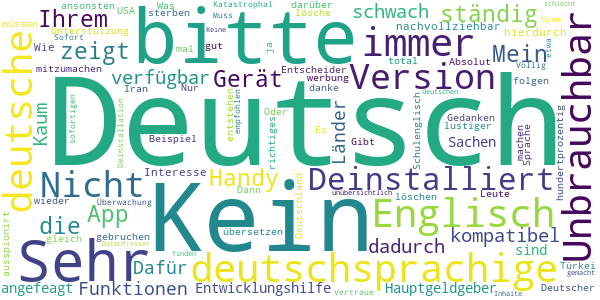 ansonsten USA Was Katastrophal darüber Spam schlecht
Ihrem sterben Muss lösche schwach ständig
müssen Unterstützung bitte nachvollziehbar hierdurch
Wie zeigt mal gut ja immer Mein etwa
Sofort Keine
mitzumachen Entscheider total Absolut völlig
deutsche verfügbar Gerät werbung Version folgen
Kaum Iran Nur danke
sofortigen Deinstallation entstehen empfohlen Es Gedanken
Deutsch
Beispiel Oder richtiges Gibt Länder Schulenglisch lustiger deutschen
Sachen machen Sprache hundertprozentig Unbrauchbar
Nicht Interesse Handy Dann Deinstalliert
wieder Überwachung unübersichtlich Leute
die App Kein Deutschland löschen Englisch
ausspioniert gleich gebruchen übersetzen kompatibel
Datenfresser dadurch sind
Sehr Dafür finden deutschsprachige Türkei
angefeagt Funktionen Entwicklungshilfe vertraue Hauptgeldgeber Inhalte Deutscher gemacht